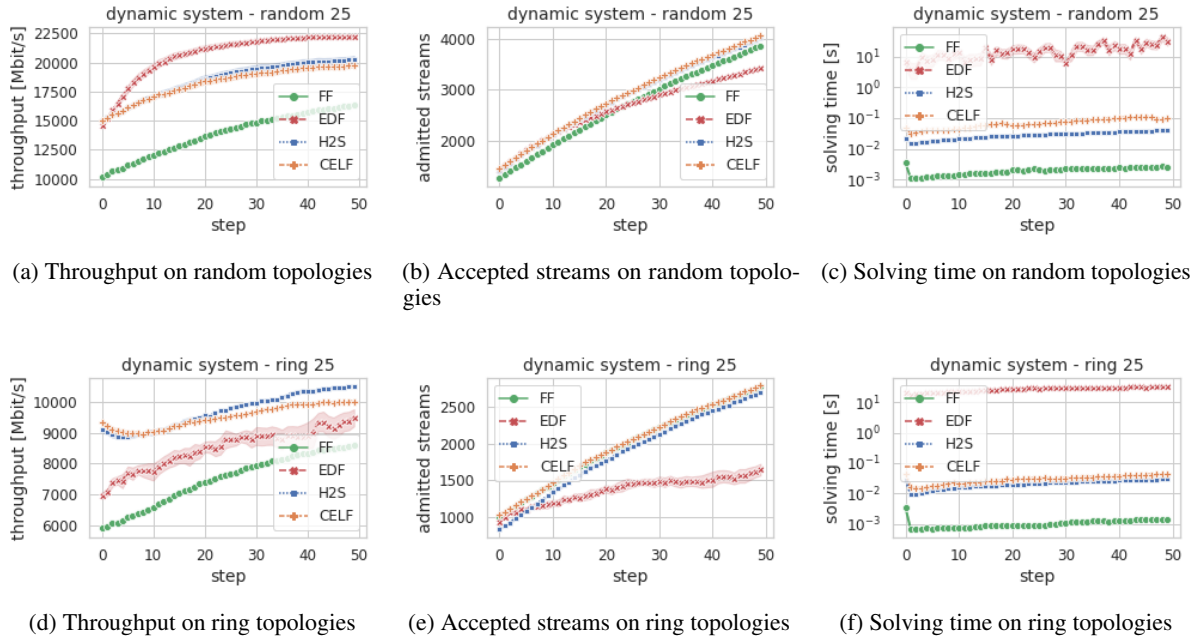 dynamic system - random 25
throughput [Mbit/s]
22500
20000
17500
15000
12500
10000
0 10 20 30 40 50
step
FF
EDF
H2S
CELF
(a) Throughput on random topologies
dynamic system - random 25
admitted streams
4000
3000
2000
0 10 20 30 40 50
step
FF
EDF
H2S
CELF
(b) Accepted streams on random topolo-
gies
dynamic system - random 25
solving time [s]
10^1
10^0
10^-1
10^-2
10^-3
0 10 20 30 40 50
step
FF
EDF
H2S
CELF
(c) Solving time on random topologies
dynamic system - ring 25
throughput [Mbit/s]
10000
9000
8000
7000
6000
0 10 20 30 40 50
step
FF
EDF
H2S
CELF
(d) Throughput on ring topologies
dynamic system - ring 25
admitted streams
2500
2000
1500
1000
0 10 20 30 40 50
step
FF
EDF
H2S
CELF
(e) Accepted streams on ring topologies
dynamic system - ring 25
solving time [s]
10^1
10^0
10^-1
10^-2
10^-3
0 10 20 30 40 50
step
FF
EDF
H2S
CELF
(f) Solving time on ring topologies